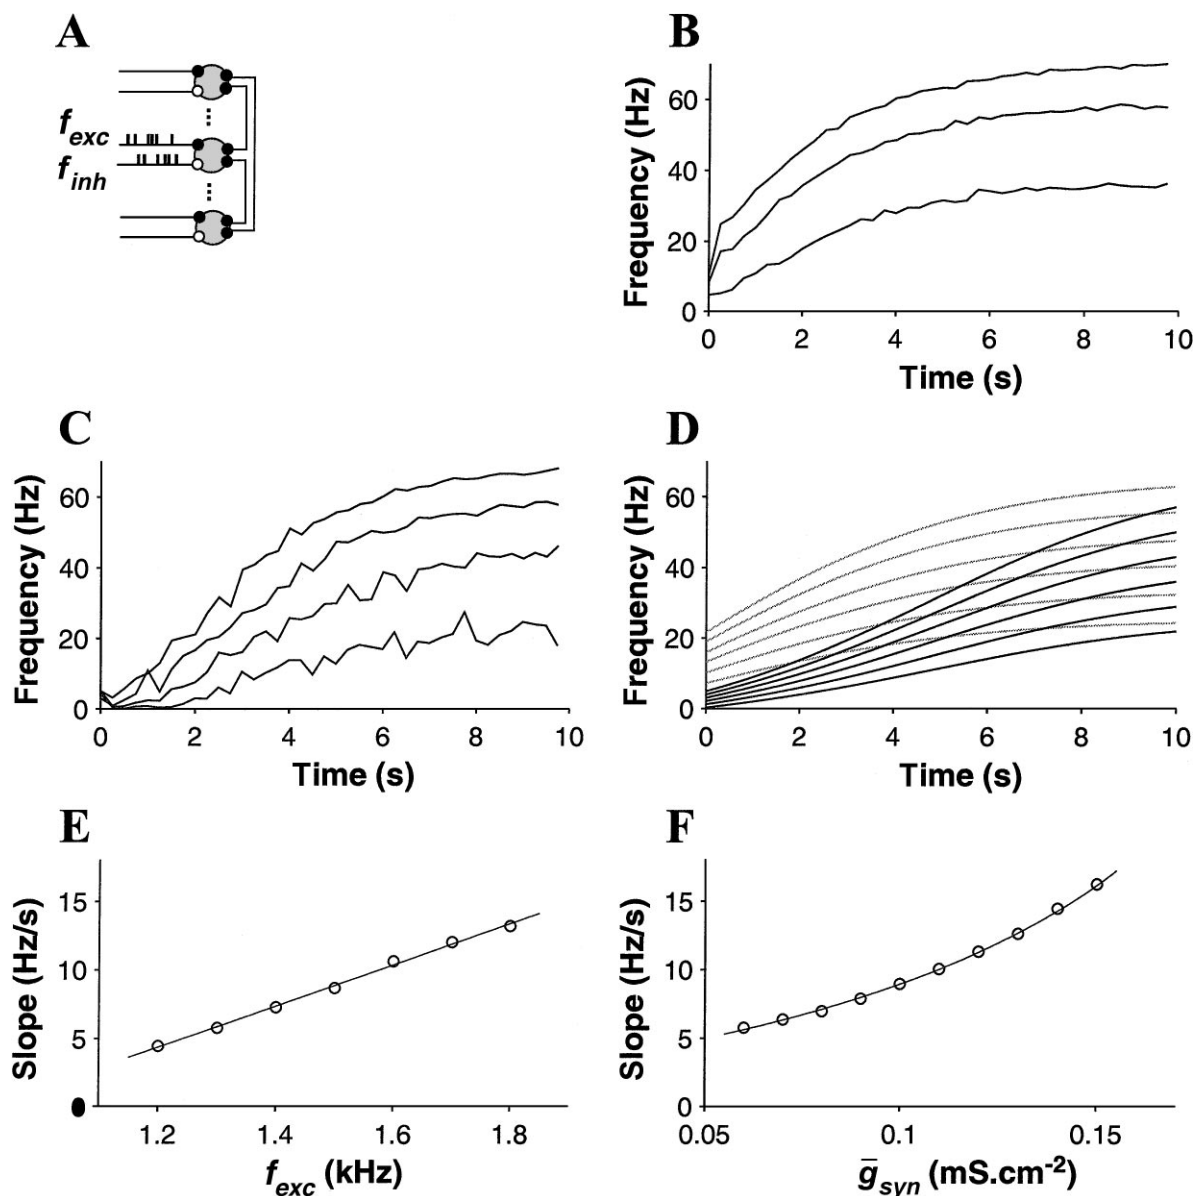 A
f_exc
f_inh
B
Frequency (Hz)
60
40
20
0
0 2 4 6 8 10
Time (s)
C
Frequency (Hz)
60
40
20
0
0 2 4 6 8 10
Time (s)
D
Frequency (Hz)
60
40
20
0
0 2 4 6 8 10
Time (s)
E
Slope (Hz/s)
15
10
5
0
1.2 1.4 1.6 1.8
f_exc (kHz)
F
Slope (Hz/s)
15
10
5
0
0.05 0.1 0.15
g̅_syn (mS.cm⁻²)